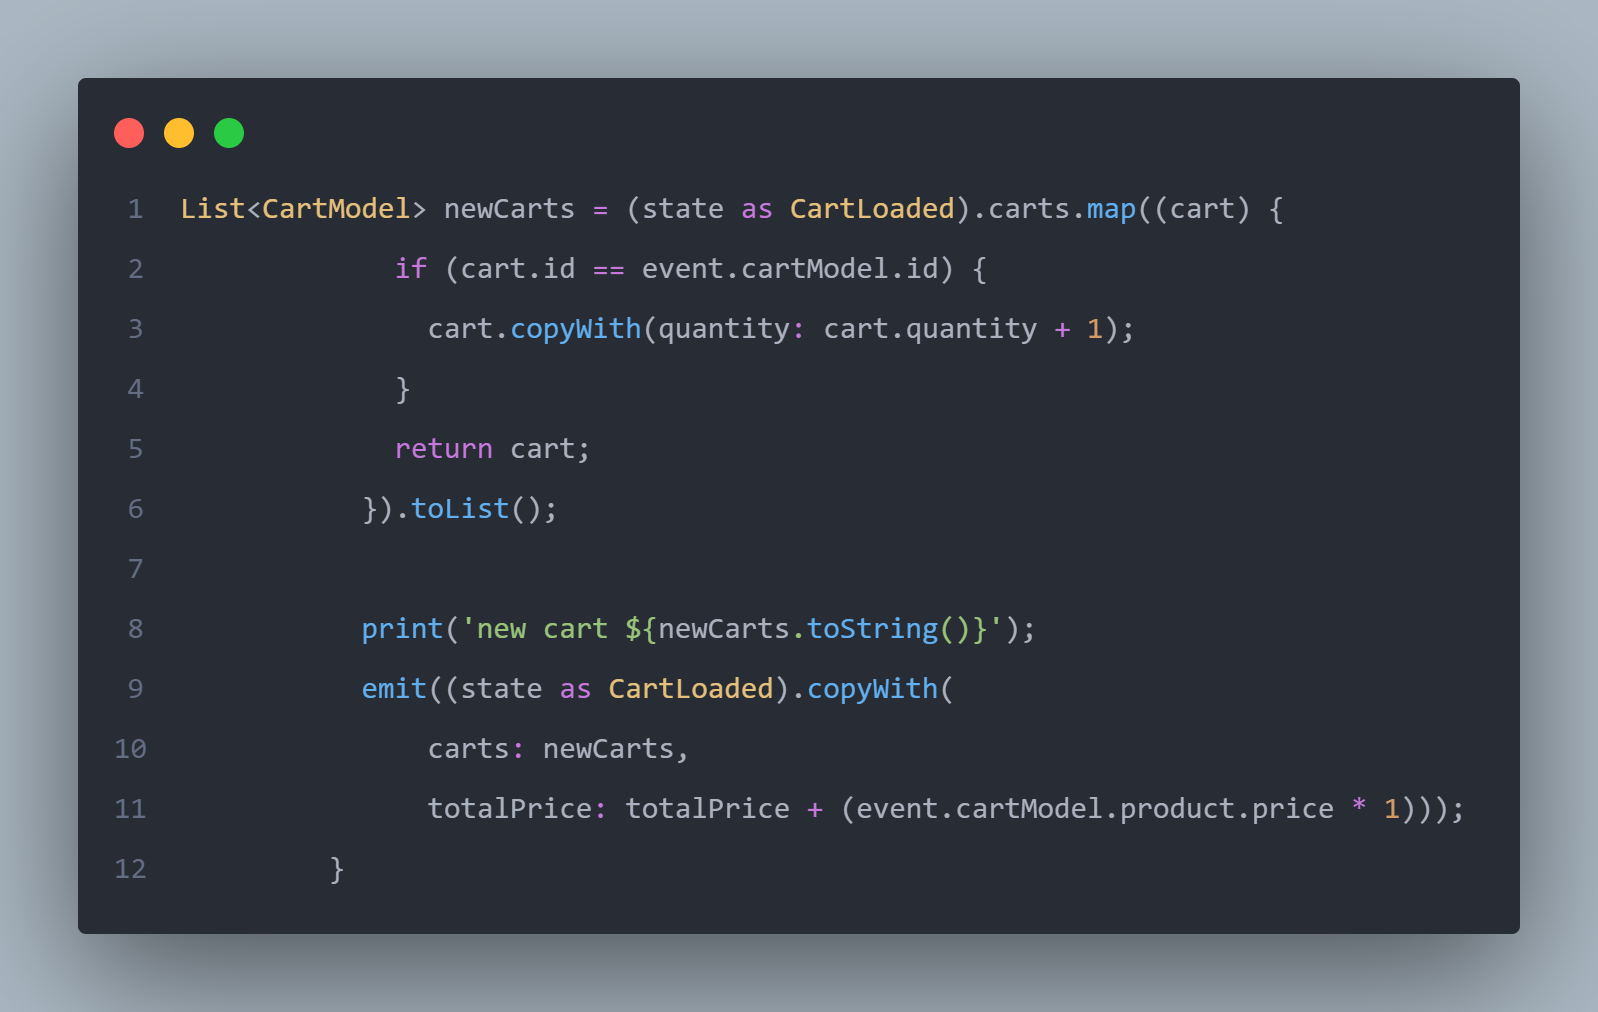 1 List<CartModel> newCarts = (state as CartLoaded).carts.map((cart) {
2 if (cart.id == event.cartModel.id) {
3 cart.copyWith(quantity: cart.quantity + 1);
4 }
5 return cart;
6 }).toList();
7
8 print('new cart ${newCarts.toString()}');
9 emit((state as CartLoaded).copyWith(
10 carts: newCarts,
11 totalPrice: totalPrice + (event.cartModel.product.price * 1)));
12 }